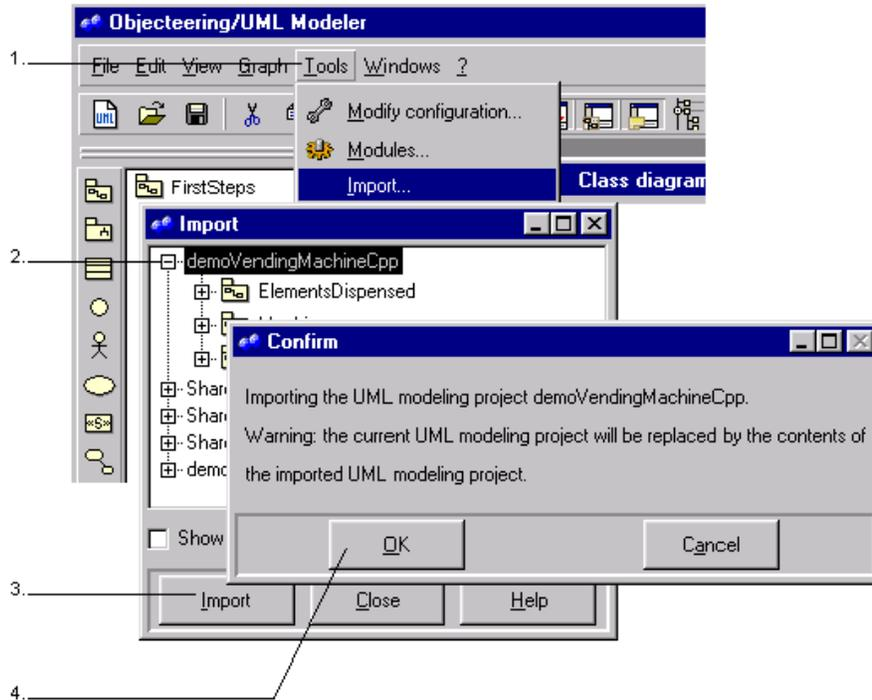 Objecteering/UML Modeler
1.
File Edit View Graph Tools Windows ?
UML
Modify configuration...
Modules...
Import...
FirstSteps
Class diagram
Import
2.
demoVendingMachineCpp
ElementsDispensed
Confirm
Importing the UML modeling project demoVendingMachineCpp.
Warning: the current UML modeling project will be replaced by the contents of
the imported UML modeling project.
«S»
Show
OK Cancel
3.
Import Close Help
4.